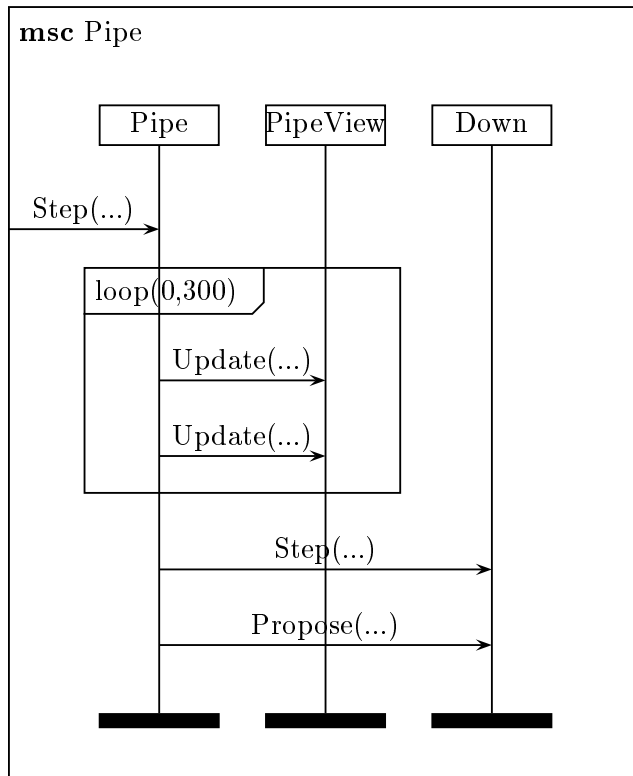 msc Pipe
Pipe
PipeView
Down
Step(...)
loop(0,300)
Update(...)
Update(...)
Step(...)
Propose(...)